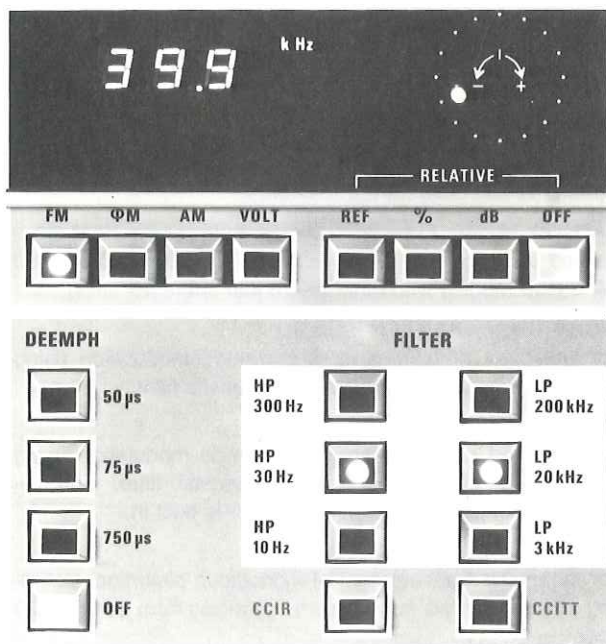 39.9 k Hz
− +
RELATIVE
FM ΦM AM VOLT REF % dB OFF
DEEMPH FILTER
50 µs
HP 300 Hz
LP 200 kHz
75 µs
HP 30 Hz
LP 20 kHz
750 µs
HP 10 Hz
LP 3 kHz
OFF CCIR CCITT